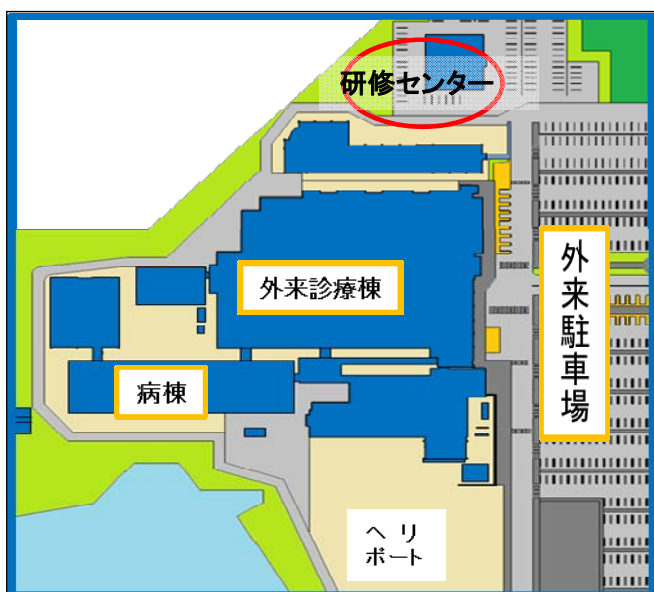 研修センター
外来診療棟
外来駐車場
病棟
ヘリ
ポート